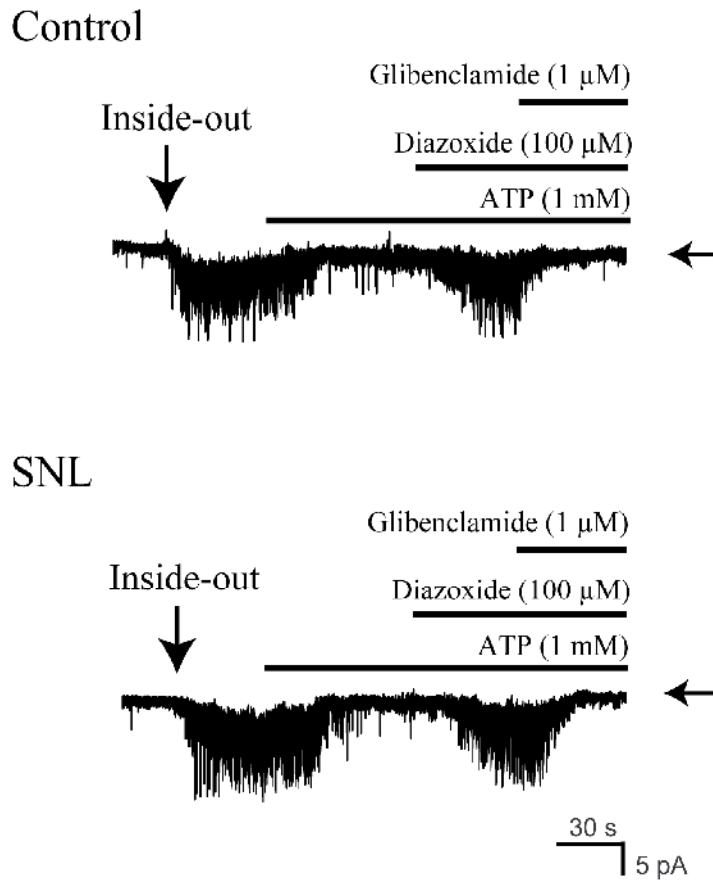 Control
Glibenclamide (1 µM)
Inside-out
Diazoxide (100 µM)
ATP (1 mM)
SNL
Glibenclamide (1 µM)
Inside-out
Diazoxide (100 µM)
ATP (1 mM)
30 s
5 pA